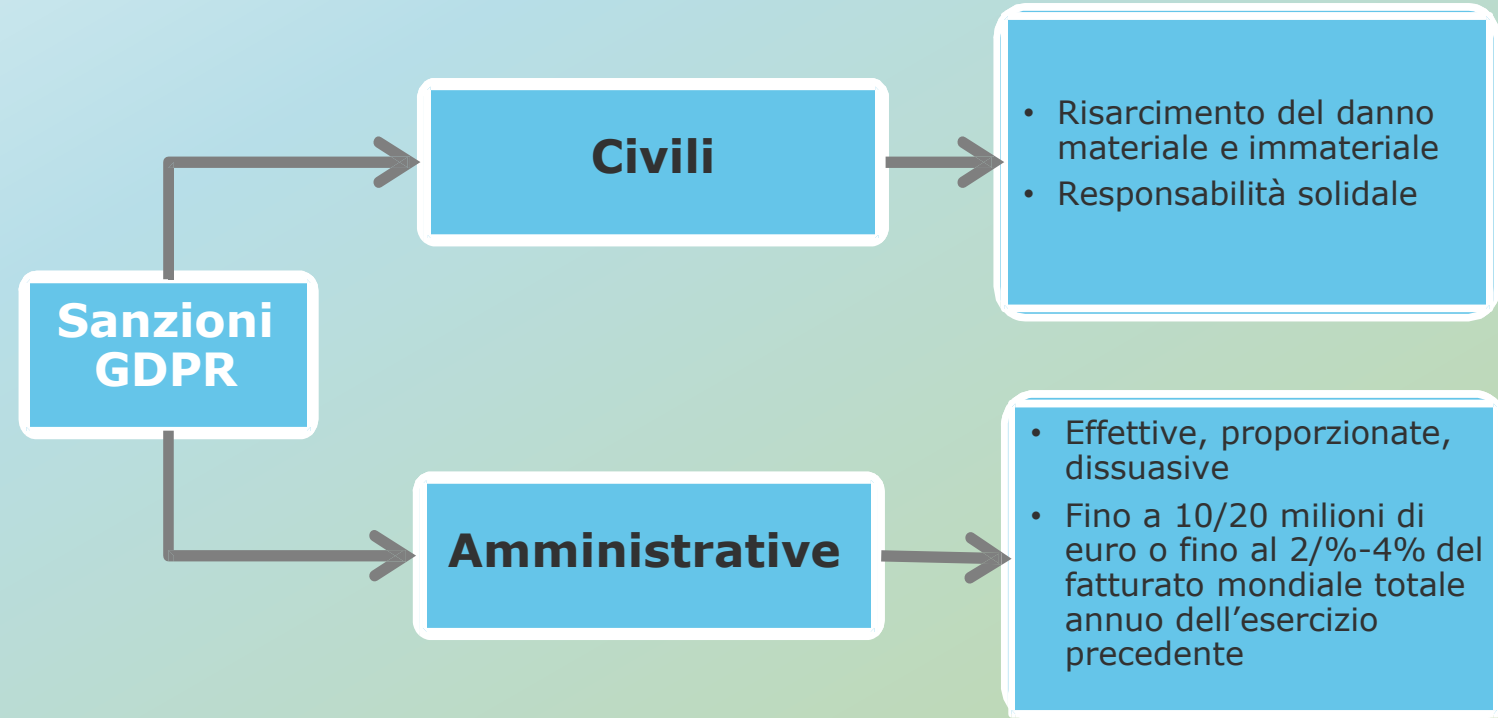 Sanzioni
GDPR
Civili
• Risarcimento del danno
materiale e immateriale
• Responsabilità solidale
Amministrative
• Effettive, proporzionate,
dissuasive
• Fino a 10/20 milioni di
euro o fino al 2/%-4% del
fatturato mondiale totale
annuo dell’esercizio
precedente